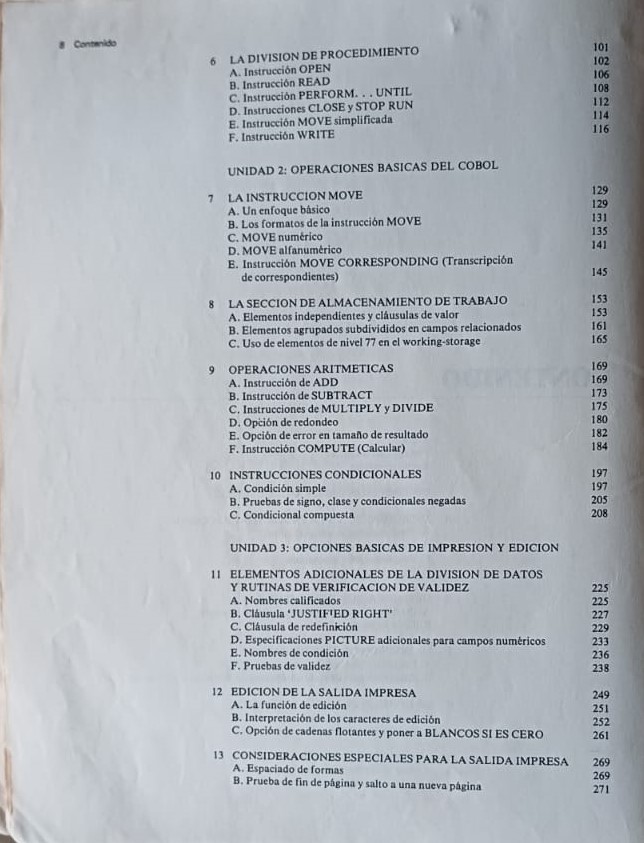 8 Contenido
6 LA DIVISION DE PROCEDIMIENTO 101
A. Instrucción OPEN 102
B. Instrucción READ 106
C. Instrucción PERFORM. . . UNTIL 108
D. Instrucciones CLOSE y STOP RUN 112
E. Instrucción MOVE simplificada 114
F. Instrucción WRITE 116
UNIDAD 2: OPERACIONES BASICAS DEL COBOL
7 LA INSTRUCCION MOVE 129
A. Un enfoque básico 129
B. Los formatos de la instrucción MOVE 131
C. MOVE numérico 135
D. MOVE alfanumérico 141
E. Instrucción MOVE CORRESPONDING (Transcripción
de correspondientes) 145
8 LA SECCION DE ALMACENAMIENTO DE TRABAJO 153
A. Elementos independientes y cláusulas de valor 153
B. Elementos agrupados subdivididos en campos relacionados 161
C. Uso de elementos de nivel 77 en el working-storage 165
9 OPERACIONES ARITMETICAS 169
A. Instrucción de ADD 169
B. Instrucción de SUBTRACT 173
C. Instrucciones de MULTIPLY y DIVIDE 175
D. Opción de redondeo 180
E. Opción de error en tamaño de resultado 182
F. Instrucción COMPUTE (Calcular) 184
10 INSTRUCCIONES CONDICIONALES 197
A. Condición simple 197
B. Pruebas de signo, clase y condicionales negadas 205
C. Condicional compuesta 208
UNIDAD 3: OPCIONES BASICAS DE IMPRESION Y EDICION
11 ELEMENTOS ADICIONALES DE LA DIVISION DE DATOS
Y RUTINAS DE VERIFICACION DE VALIDEZ 225
A. Nombres calificados 225
B. Cláusula 'JUSTIFIED RIGHT' 227
C. Cláusula de redefinición 229
D. Especificaciones PICTURE adicionales para campos numéricos 233
E. Nombres de condición 236
F. Pruebas de validez 238
12 EDICION DE LA SALIDA IMPRESA 249
A. La función de edición 251
B. Interpretación de los caracteres de edición 252
C. Opción de cadenas flotantes y poner a BLANCOS SI ES CERO 261
13 CONSIDERACIONES ESPECIALES PARA LA SALIDA IMPRESA 269
A. Espaciado de formas 269
B. Prueba de fin de página y salto a una nueva página 271